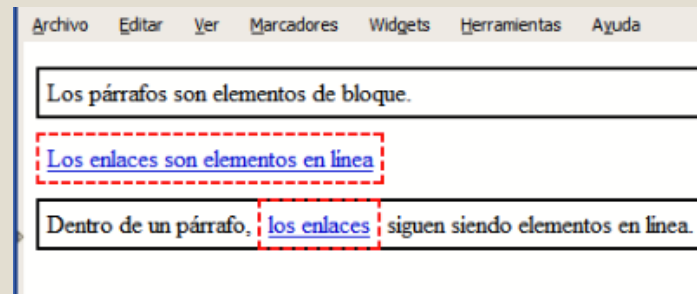 Archivo Editar Ver Marcadores Widgets Herramientas Ayuda
Los párrafos son elementos de bloque.
Los enlaces son elementos en línea
Dentro de un párrafo, los enlaces siguen siendo elementos en línea.